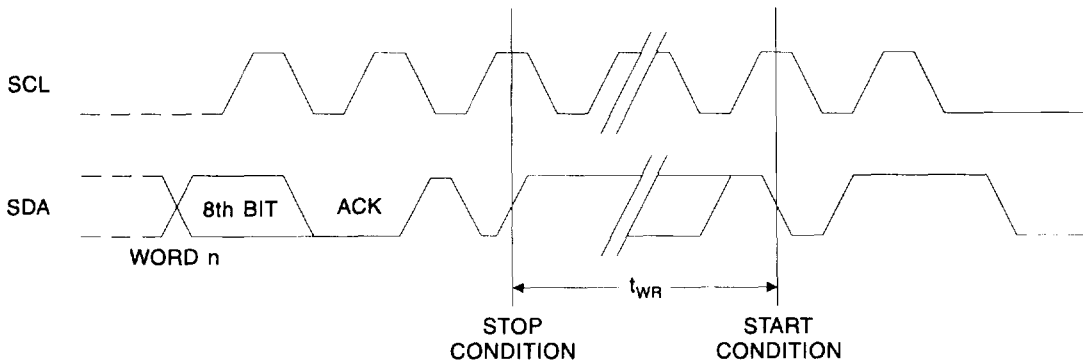 SCL
SDA
8th BIT
ACK
WORD n
tWR
STOP
CONDITION
START
CONDITION